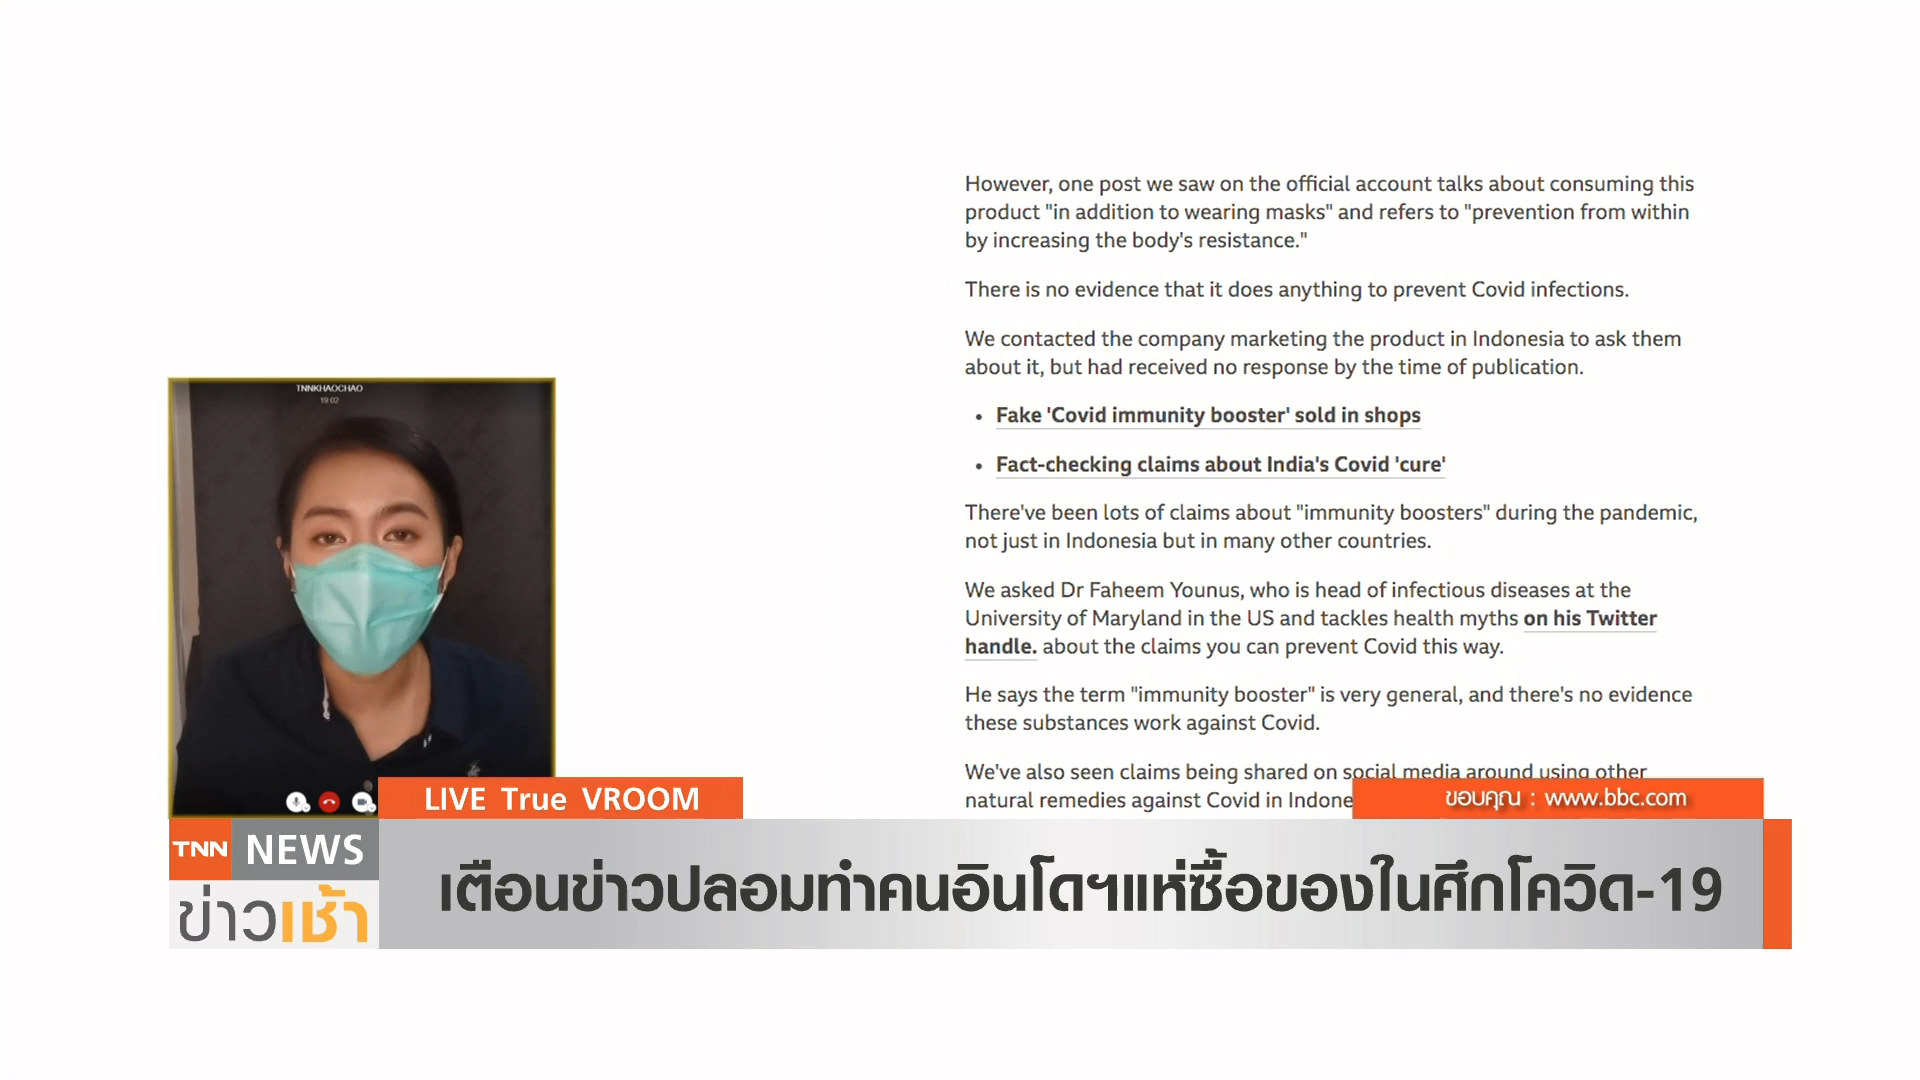 However, one post we saw on the official account talks about consuming this
product "in addition to wearing masks" and refers to "prevention from within
by increasing the body's resistance."
There is no evidence that it does anything to prevent Covid infections.
We contacted the company marketing the product in Indonesia to ask them
about it, but had received no response by the time of publication.
• Fake 'Covid immunity booster' sold in shops
• Fact-checking claims about India's Covid 'cure'
There've been lots of claims about "immunity boosters" during the pandemic,
not just in Indonesia but in many other countries.
We asked Dr Faheem Younus, who is head of infectious diseases at the
University of Maryland in the US and tackles health myths on his Twitter
handle. about the claims you can prevent Covid this way.
He says the term "immunity booster" is very general, and there's no evidence
these substances work against Covid.
We've also seen claims being shared on social media around using other
natural remedies against Covid in Indone
TNNKHAOCHAO
19:02
LIVE True VROOM
ขอบคุณ : www.bbc.com
TNN NEWS
ข่าวเช้า
เตือนข่าวปลอมทำคนอินโดฯแห่ซื้อของในศึกโควิด-19